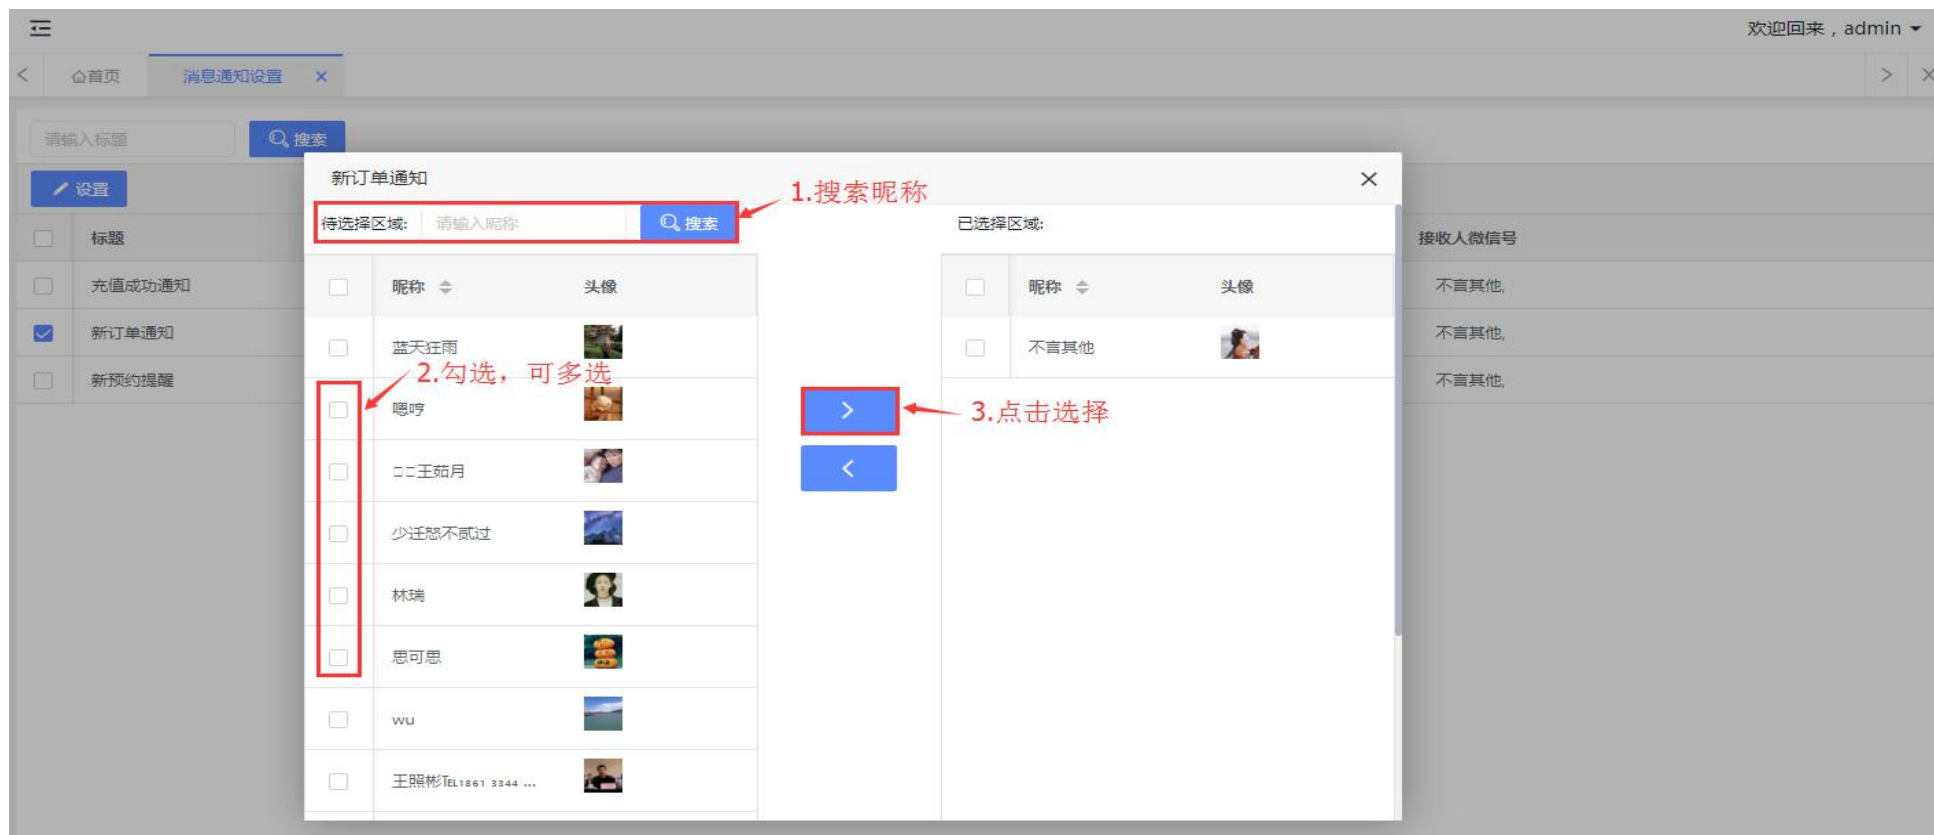 欢迎回来，admin
首页 消息通知设置
请输入标题 搜索
设置
标题 接收人微信号
充值成功通知 不言其他,
新订单通知 不言其他,
新预约提醒 不言其他,
新订单通知
1.搜索昵称
待选择区域: 请输入昵称 搜索 已选择区域:
昵称 头像 昵称 头像
蓝天狂雨 不言其他
2.勾选，可多选
嗯哼
3.点击选择
□□王茹月
少迁怒不贰过
林瑞
思可思
wu
王照彬℡1861 3344 ...